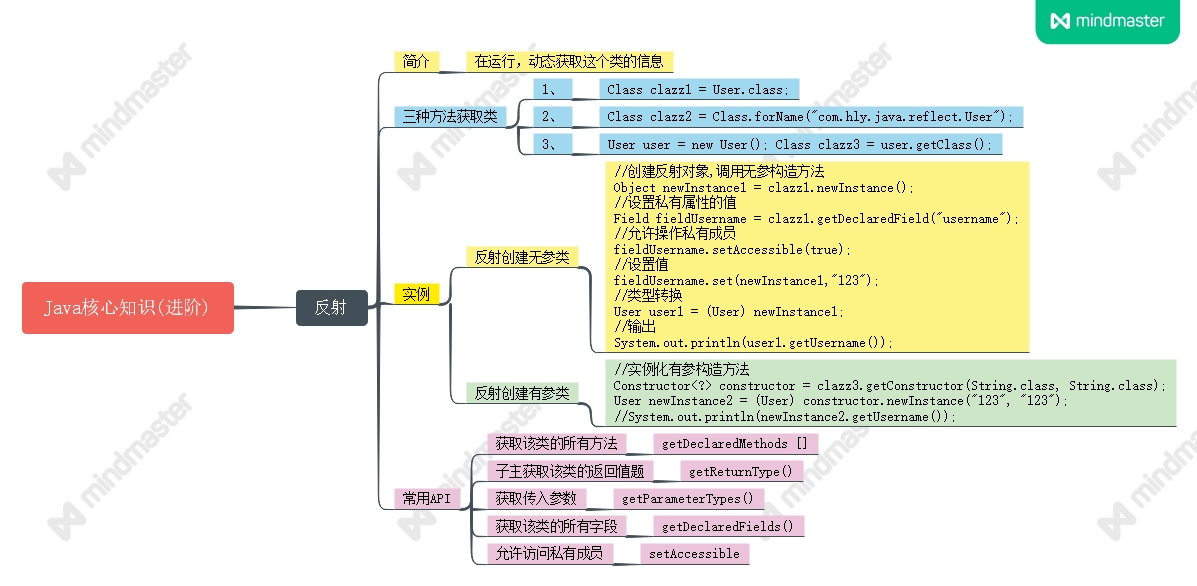 mindmaster
简介
在运行，动态获取这个类的信息
三种方法获取类
1、
Class clazz1 = User.class;
2、
Class clazz2 = Class.forName("com.hly.java.reflect.User");
3、
User user = new User(); Class clazz3 = user.getClass();
Java核心知识(进阶)
反射
实例
反射创建无参类
//创建反射对象,调用无参构造方法
Object newInstance1 = clazz1.newInstance();
//设置私有属性的值
Field fieldUsername = clazz1.getDeclaredField("username");
//允许操作私有成员
fieldUsername.setAccessible(true);
//设置值
fieldUsername.set(newInstance1,"123");
//类型转换
User user1 = (User) newInstance1;
//输出
System.out.println(user1.getUsername());
反射创建有参类
//实例化有参构造方法
Constructor<?> constructor = clazz3.getConstructor(String.class, String.class);
User newInstance2 = (User) constructor.newInstance("123", "123");
//System.out.println(newInstance2.getUsername());
常用API
获取该类的所有方法
getDeclaredMethods []
子主获取该类的返回值题
getReturnType()
获取传入参数
getParameterTypes()
获取该类的所有字段
getDeclaredFields()
允许访问私有成员
setAccessible
mindmaster
mindmaster
mindmaster
mindmaster
mindmaster
mindmaster